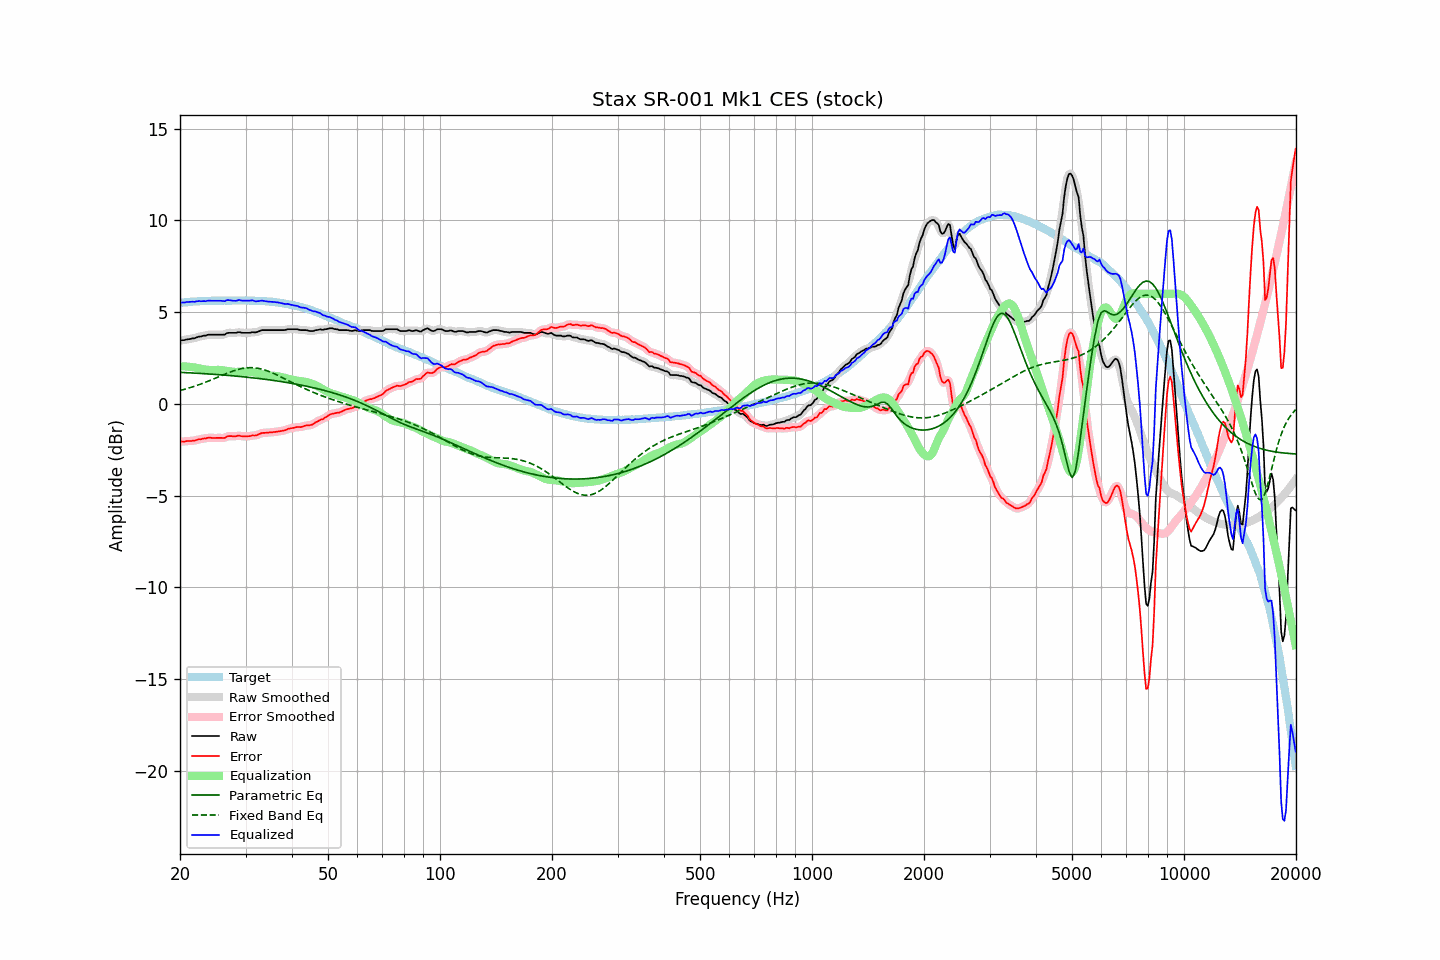 Stax SR-001 Mk1 CES (stock)
15
10
5
0
−5
−10
−15
−20
Amplitude (dBr)
Target
Raw Smoothed
Error Smoothed
Raw
Error
Equalization
Parametric Eq
Fixed Band Eq
Equalized
20 50 100 200 500 1000 2000 5000 10000 20000
Frequency (Hz)